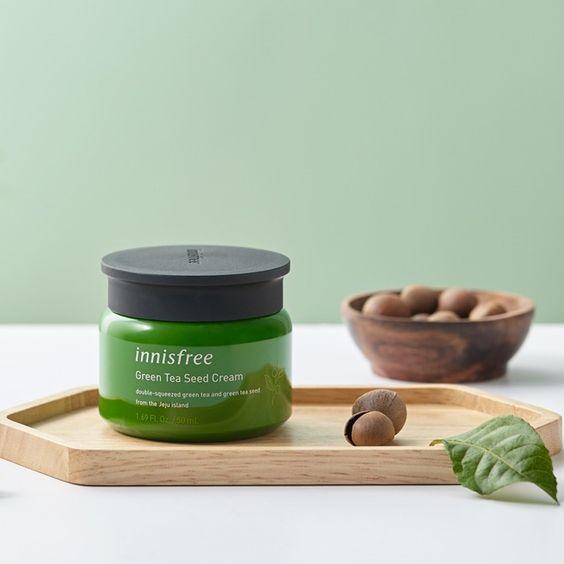 innisfree
innisfree
Green Tea Seed Cream
double-squeezed green tea and green tea seed
from the Jeju island
1.69 FL Oz. / 50 mL